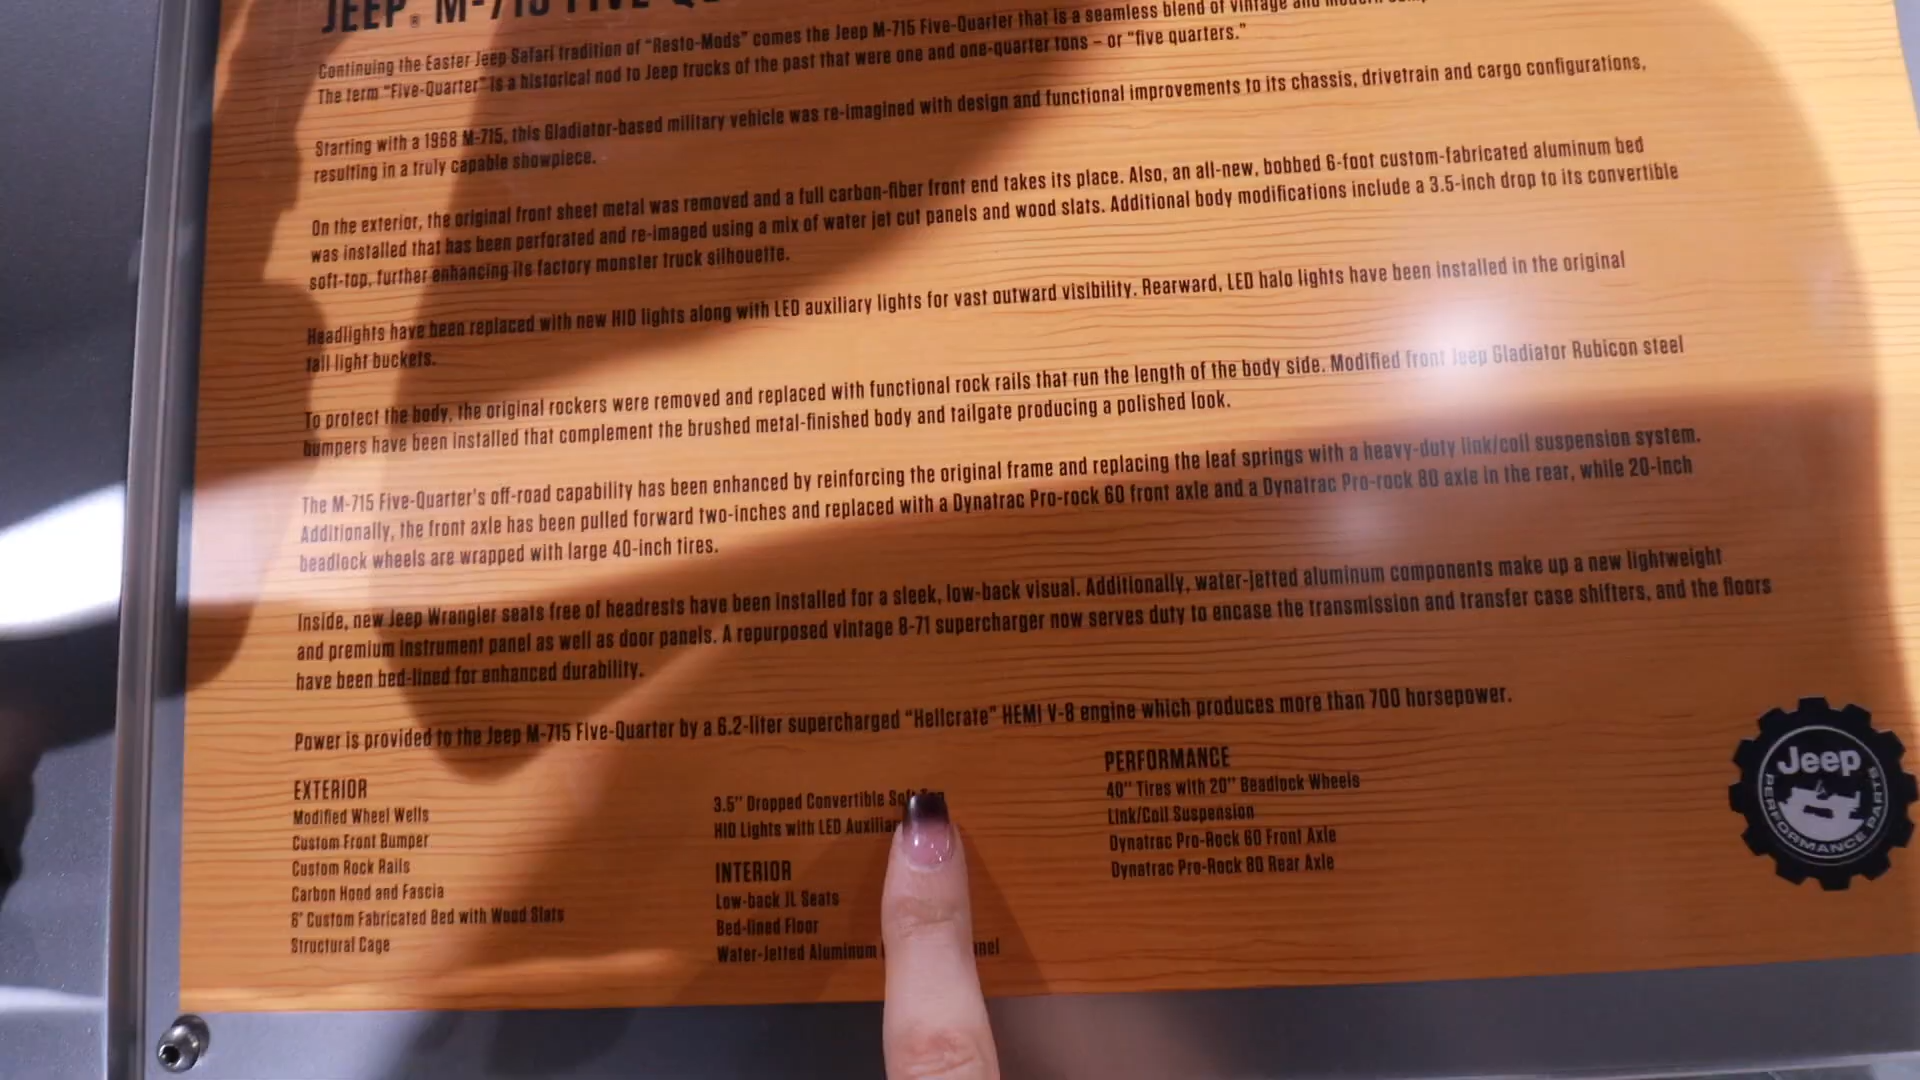 JEEP® M-715 FIVE-QU
Continuing the Easter Jeep Safari tradition of “Resto-Mods” comes the Jeep M-715 Five-Quarter that is a seamless blend of vintage and modern
The term “Five-Quarter” is a historical nod to Jeep trucks of the past that were one and one-quarter tons – or “five quarters.”
Starting with a 1968 M-715, this Gladiator-based military vehicle was re-imagined with design and functional improvements to its chassis, drivetrain and cargo configurations,
resulting in a truly capable showpiece.
On the exterior, the original front sheet metal was removed and a full carbon-fiber front end takes its place. Also, an all-new, bobbed 6-foot custom-fabricated aluminum bed
was installed that has been perforated and re-imaged using a mix of water jet cut panels and wood slats. Additional body modifications include a 3.5-inch drop to its convertible
soft-top, further enhancing its factory monster truck silhouette.
Headlights have been replaced with new HID lights along with LED auxiliary lights for vast outward visibility. Rearward, LED halo lights have been installed in the original
tail light buckets.
To protect the body, the original rockers were removed and replaced with functional rock rails that run the length of the body side. Modified front Jeep Gladiator Rubicon steel
bumpers have been installed that complement the brushed metal-finished body and tailgate producing a polished look.
The M-715 Five-Quarter's off-road capability has been enhanced by reinforcing the original frame and replacing the leaf springs with a heavy-duty link/coil suspension system.
Additionally, the front axle has been pulled forward two-inches and replaced with a Dynatrac Pro-rock 60 front axle and a Dynatrac Pro-rock 80 axle in the rear, while 20-inch
beadlock wheels are wrapped with large 40-inch tires.
Inside, new Jeep Wrangler seats free of headrests have been installed for a sleek, low-back visual. Additionally, water-jetted aluminum components make up a new lightweight
and premium instrument panel as well as door panels. A repurposed vintage 8-71 supercharger now serves duty to encase the transmission and transfer case shifters, and the floors
have been bed-lined for enhanced durability.
Power is provided to the Jeep M-715 Five-Quarter by a 6.2-liter supercharged “Hellcrate” HEMI V-8 engine which produces more than 700 horsepower.
EXTERIOR
Modified Wheel Wells
Custom Front Bumper
Custom Rock Rails
Carbon Hood and Fascia
6' Custom Fabricated Bed with Wood Slats
Structural Cage
3.5" Dropped Convertible Soft Top
HID Lights with LED Auxiliar
INTERIOR
Low-back JL Seats
Bed-lined Floor
Water-Jetted Aluminum nel
PERFORMANCE
40" Tires with 20" Beadlock Wheels
Link/Coil Suspension
Dynatrac Pro-Rock 60 Front Axle
Dynatrac Pro-Rock 80 Rear Axle
Jeep
PERFORMANCE PARTS